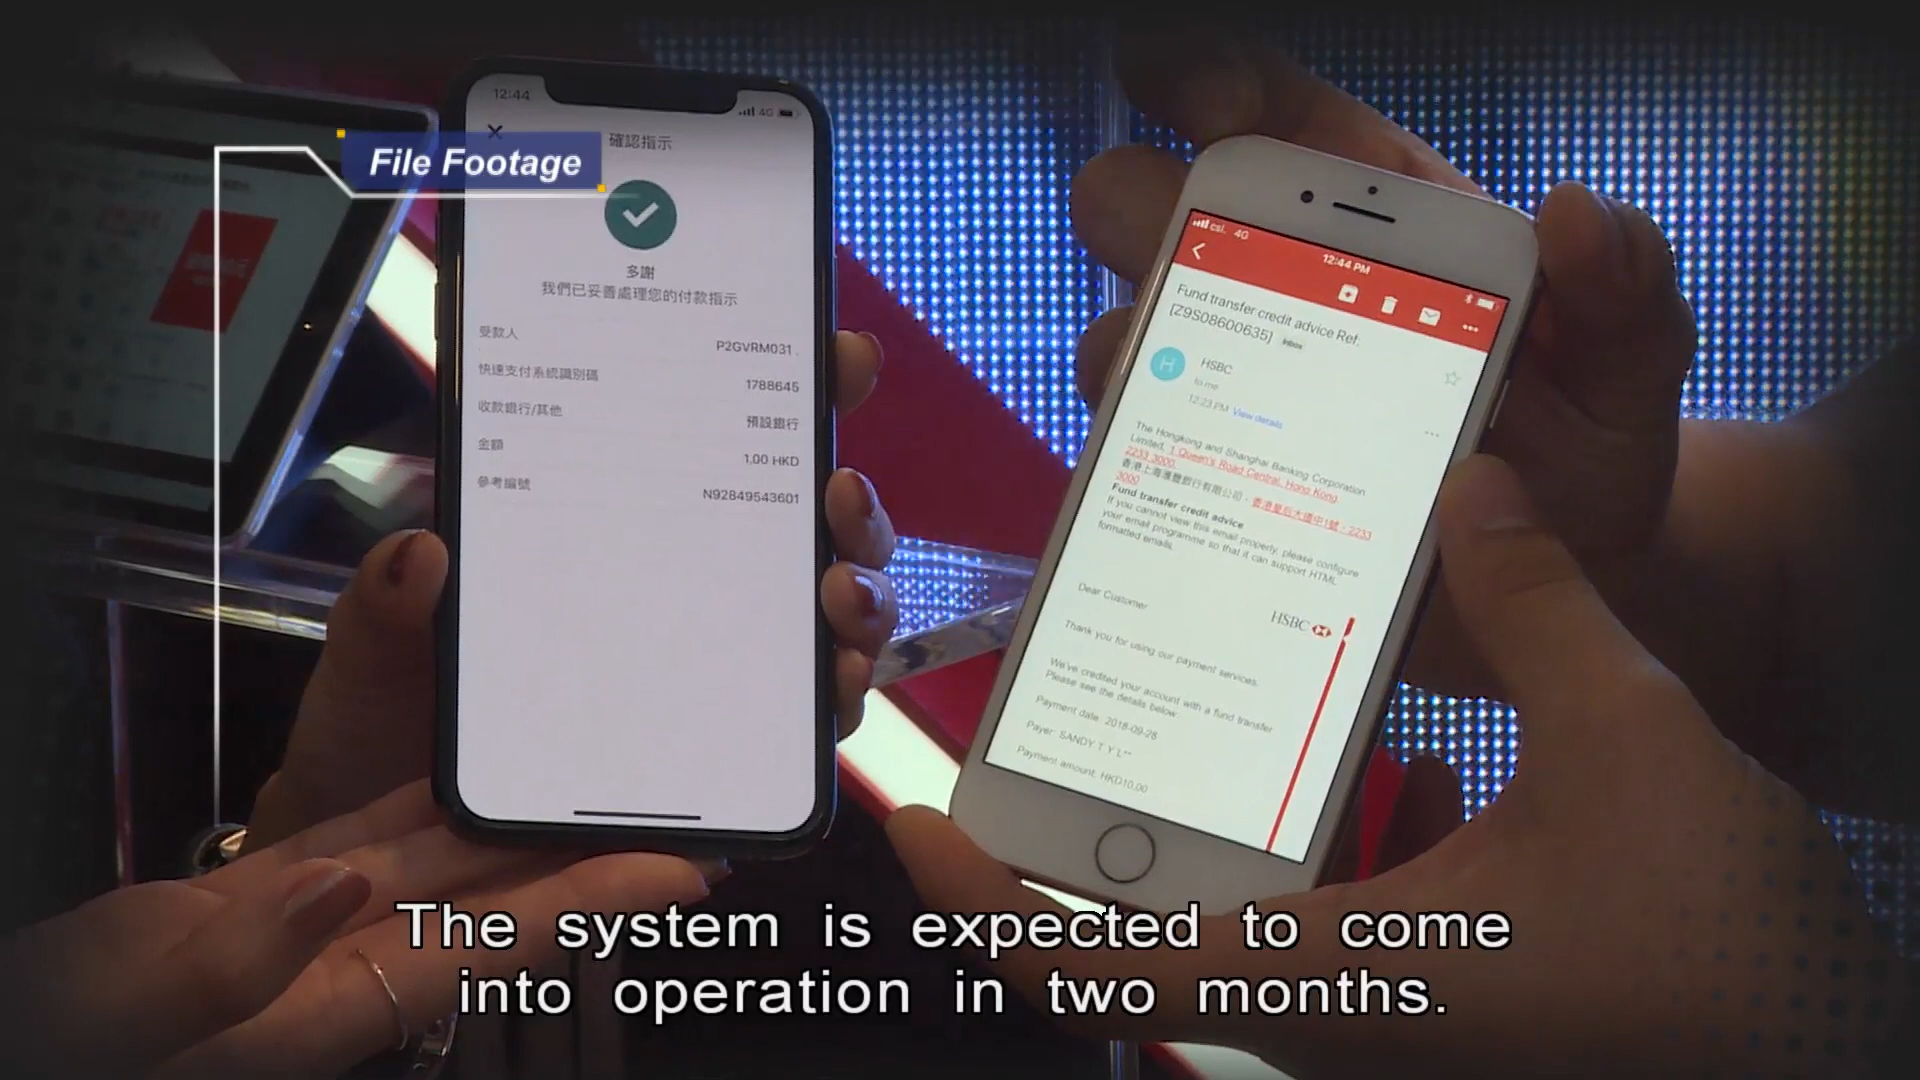 File Footage
12:44
4G
確認指示
多謝
我們已妥善處理您的付款指示
受款人
P2GVRM031
快速支付系統識別碼
1788645
收款銀行/其他
預設銀行
金額
1.00 HKD
參考編號
N92849543601
csl. 4G
12:44 PM
Fund transfer credit advice Ref:
[Z9S08600635] Inbox
H
HSBC
to me
12:23 PM View details
The Hongkong and Shanghai Banking Corporation
Limited, 1 Queen's Road Central, Hong Kong
2233 3000
香港上海滙豐銀行有限公司，香港皇后大道中1號，2233
3000
Fund transfer credit advice
If you cannot view this email properly, please configure
your email programme so that it can support HTML
formatted emails.
Dear Customer
HSBC
Thank you for using our payment services.
We've credited your account with a fund transfer
Please see the details below:
Payment date: 2018-09-28
Payer: SANDY T Y L**
Payment amount: HKD10.00
The system is expected to come
into operation in two months.